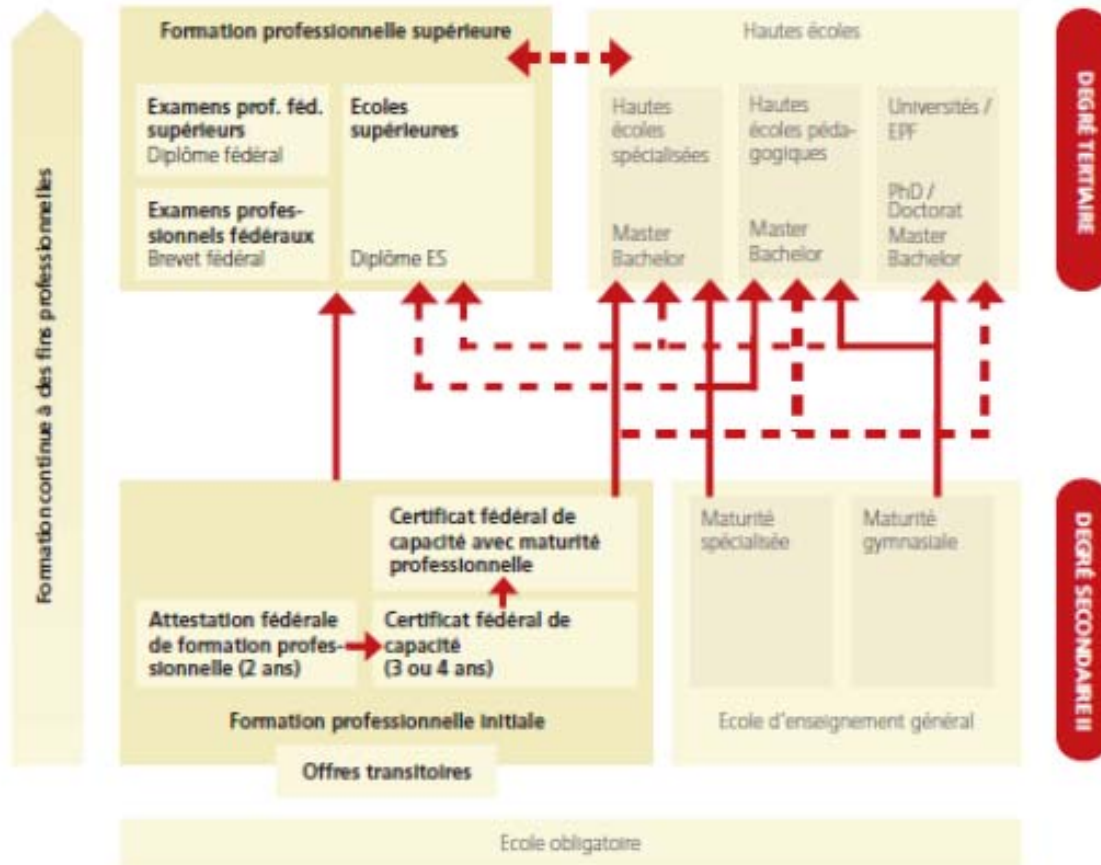 Formation professionnelle supérieure
Hautes écoles
Examens prof. féd.
supérieurs
Diplôme fédéral
Examens profes-
sionnels fédéraux
Brevet fédéral
Ecoles
supérieures
Diplôme ES
Hautes
écoles
spécialisées
Master
Bachelor
Hautes
écoles péda-
gogiques
Master
Bachelor
Universités /
EPF
PhD /
Doctorat
Master
Bachelor
DEGRÉ TERTIAIRE
Formation continue à des fins professionnelles
Certificat fédéral de
capacité avec maturité
professionnelle
Attestation fédérale
de formation profes-
sionnelle (2 ans)
Certificat fédéral de
capacité
(3 ou 4 ans)
Formation professionnelle initiale
Maturité
spécialisée
Maturité
gymnasiale
Ecole d'enseignement général
DEGRÉ SECONDAIRE II
Offres transitoires
Ecole obligatoire